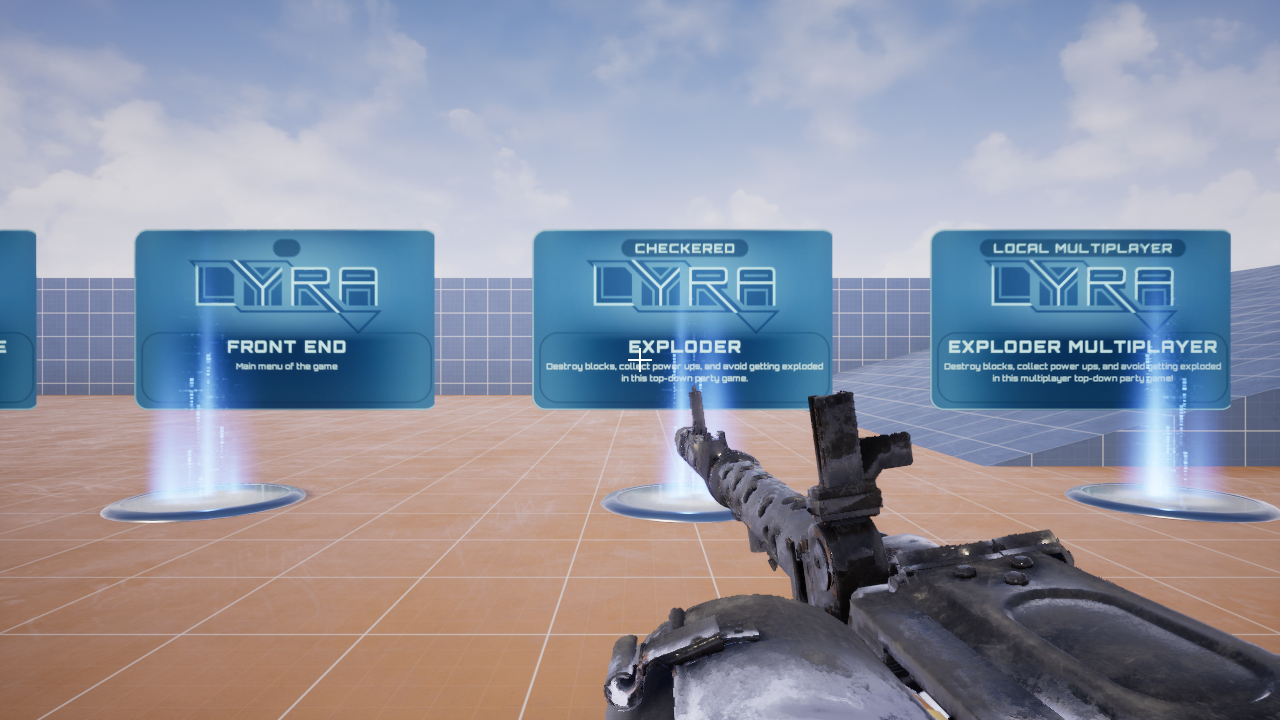 E
LYRA
FRONT END
Main menu of the game
CHECKERED
LYRA
EXPLODER
Destroy blocks, collect power ups, and avoid getting exploded
in this top-down party game.
LOCAL MULTIPLAYER
LYRA
EXPLODER MULTIPLAYER
Destroy blocks, collect power ups, and avoid getting exploded
in this multiplayer top-down party game!